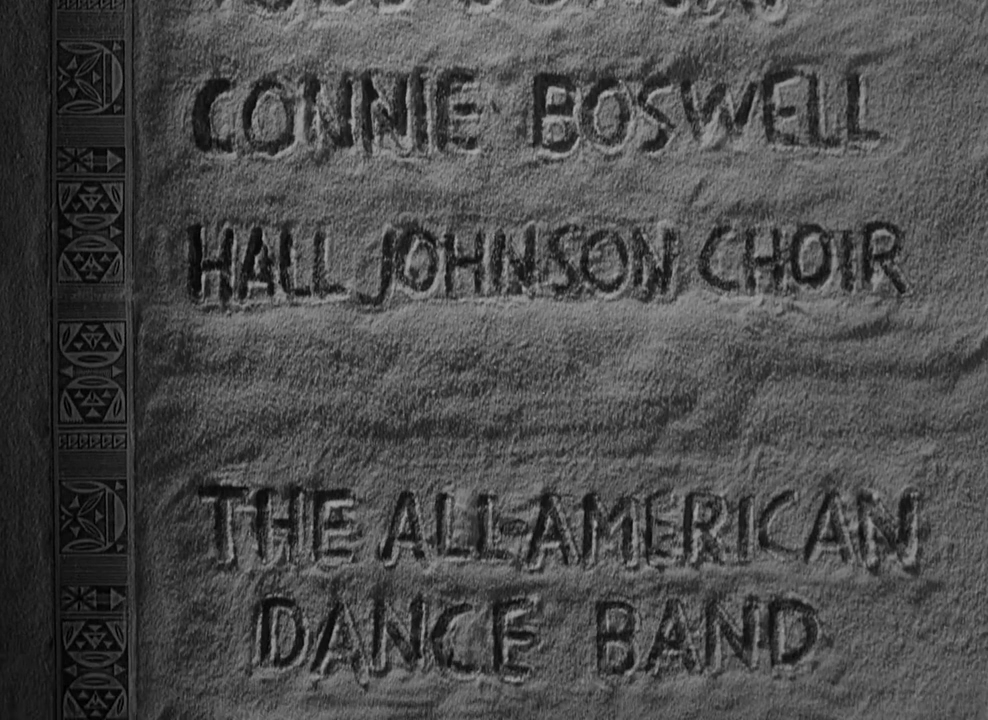 CONNIE BOSWELL
HALL JOHNSON CHOIR
THE ALL-AMERICAN
DANCE BAND